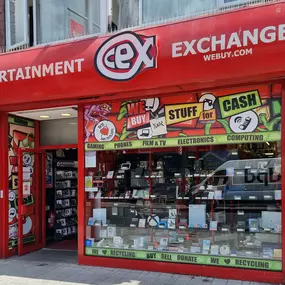 ERTAINMENT CEX EXCHANGE
WEBUY.COM
WE BUY STUFF for CASH
GAMING PHONES FILM & TV ELECTRONICS COMPUTING
WE ♥ RECYCLING BUY SELL DONATE WE ♥ RECYCLING